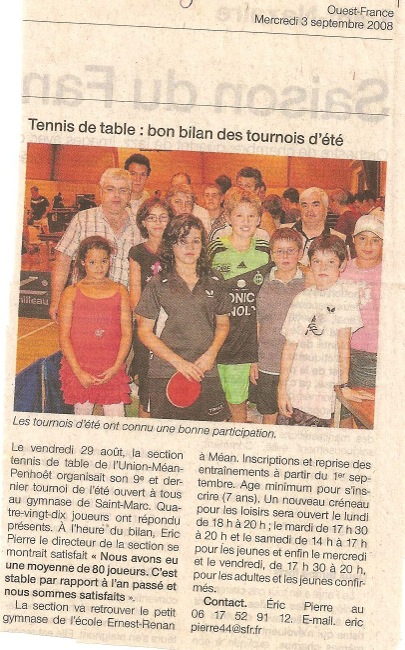 Ouest-France
Mercredi 3 septembre 2008
Saison du Fan
Tennis de table : bon bilan des tournois d'été
Les tournois d'été ont connu une bonne participation.
Le vendredi 29 août, la section
tennis de table de l'Union-Méan-
Penhoët organisait son 9e et der-
nier tournoi de l'été ouvert à tous
au gymnase de Saint-Marc. Qua-
tre-vingt-dix joueurs ont répondu
présents. À l'heure du bilan, Eric
Pierre le directeur de la section se
montrait satisfait « Nous avons eu
une moyenne de 80 joueurs. C'est
stable par rapport à l'an passé et
nous sommes satisfaits ».
La section va retrouver le petit
gymnase de l'école Ernest-Renan
à Méan. Inscriptions et reprise des
entraînements à partir du 1er sep-
tembre. Age minimum pour s'ins-
crire (7 ans). Un nouveau créneau
pour les loisirs sera ouvert le lundi
de 18 h à 20 h ; le mardi de 17 h 30
à 20 h et le samedi de 14 h à 17 h
pour les jeunes et enfin le mercredi
et le vendredi, de 17 h 30 à 20 h,
pour les adultes et les jeunes confir-
més.
Contact. Éric Pierre au
06 17 52 91 12. E-mail. eric
pierre44@sfr.fr